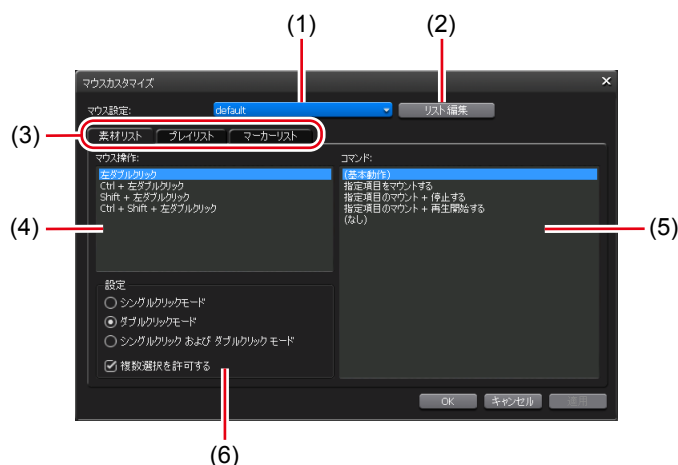 (1)
(2)
マウスカスタマイズ
マウス設定: default リスト編集
(3)
素材リスト プレイリスト マーカーリスト
マウス操作:
左ダブルクリック
Ctrl + 左ダブルクリック
Shift + 左ダブルクリック
Ctrl + Shift + 左ダブルクリック
(4)
コマンド:
(基本動作)
指定項目をマウントする
指定項目のマウント + 停止する
指定項目のマウント + 再生開始する
(なし)
(5)
設定
シングルクリックモード
ダブルクリックモード
シングルクリック および ダブルクリック モード
複数選択を許可する
OK キャンセル 適用
(6)